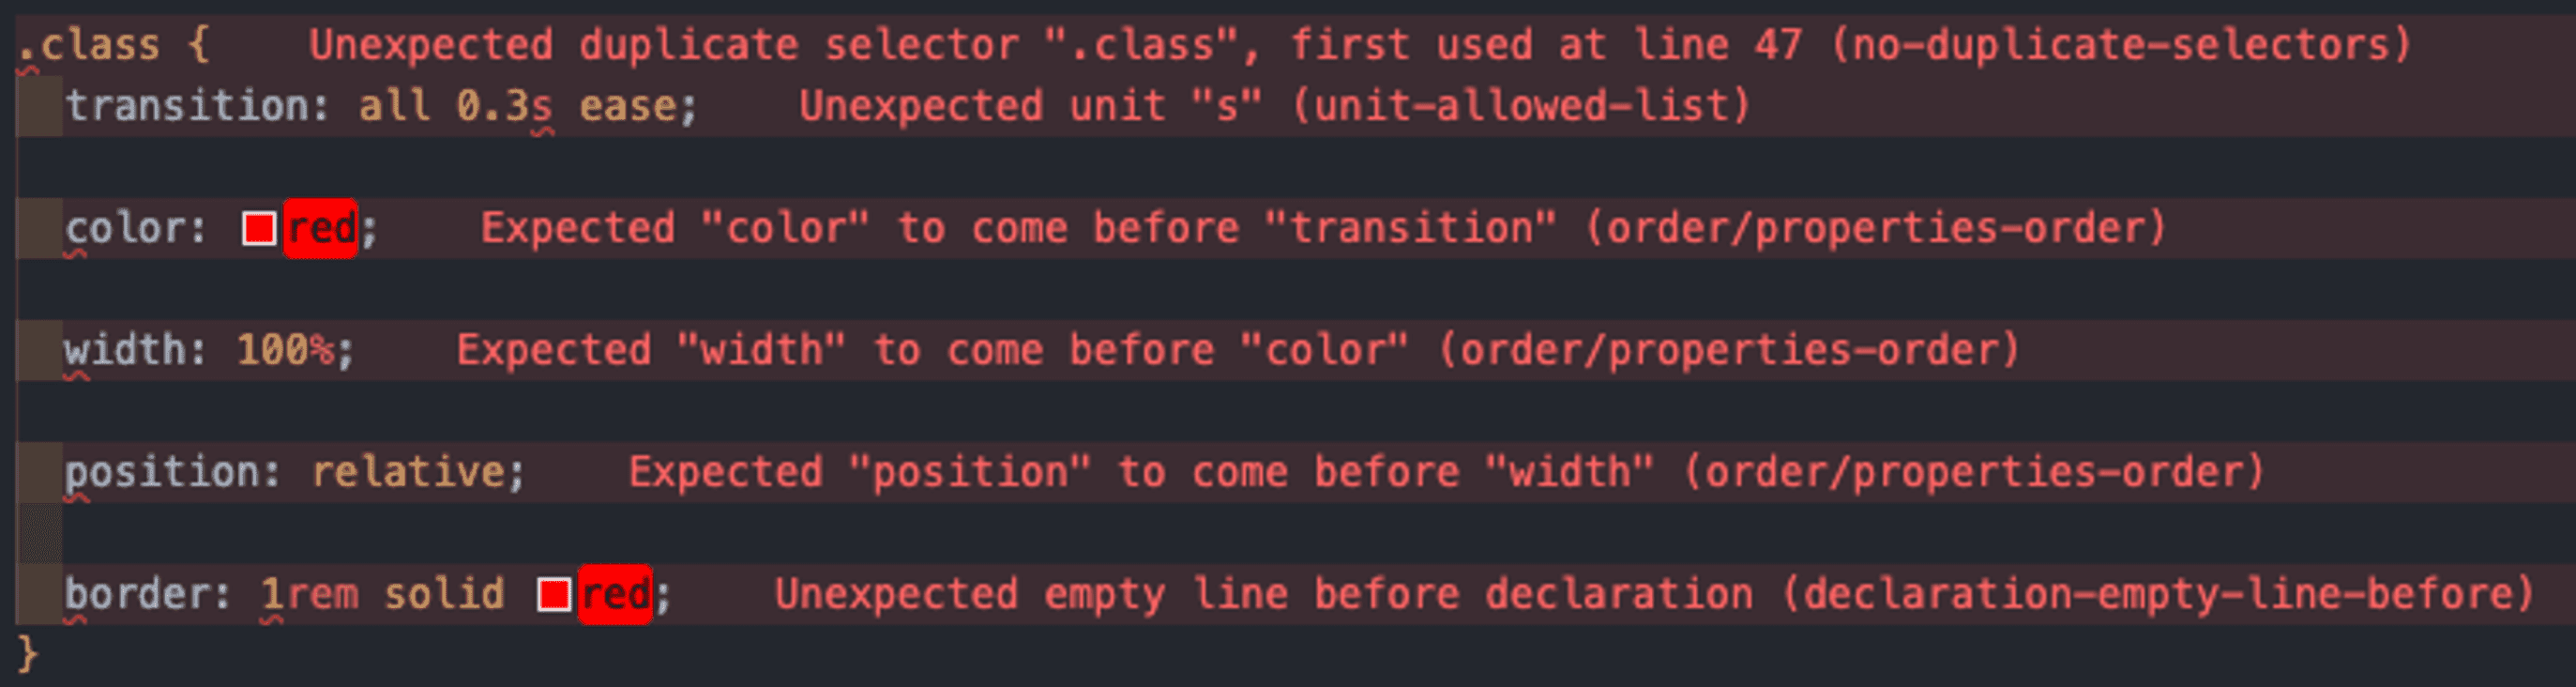 .class {    Unexpected duplicate selector ".class", first used at line 47 (no-duplicate-selectors)
transition: all 0.3s ease;    Unexpected unit "s" (unit-allowed-list)
color: red;    Expected "color" to come before "transition" (order/properties-order)
width: 100%;    Expected "width" to come before "color" (order/properties-order)
position: relative;    Expected "position" to come before "width" (order/properties-order)
border: 1rem solid red;    Unexpected empty line before declaration (declaration-empty-line-before)
}